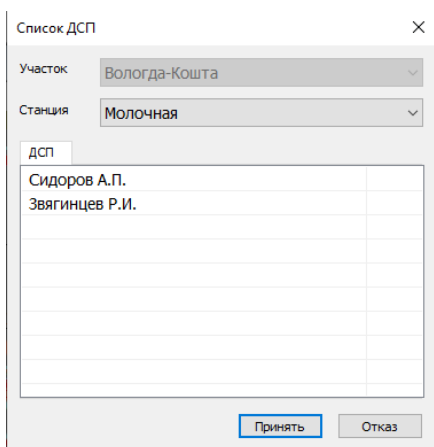 Список ДСП
Участок
Вологда-Кошта
Станция
Молочная
ДСП
Сидоров А.П.
Звягинцев Р.И.
Принять
Отказ